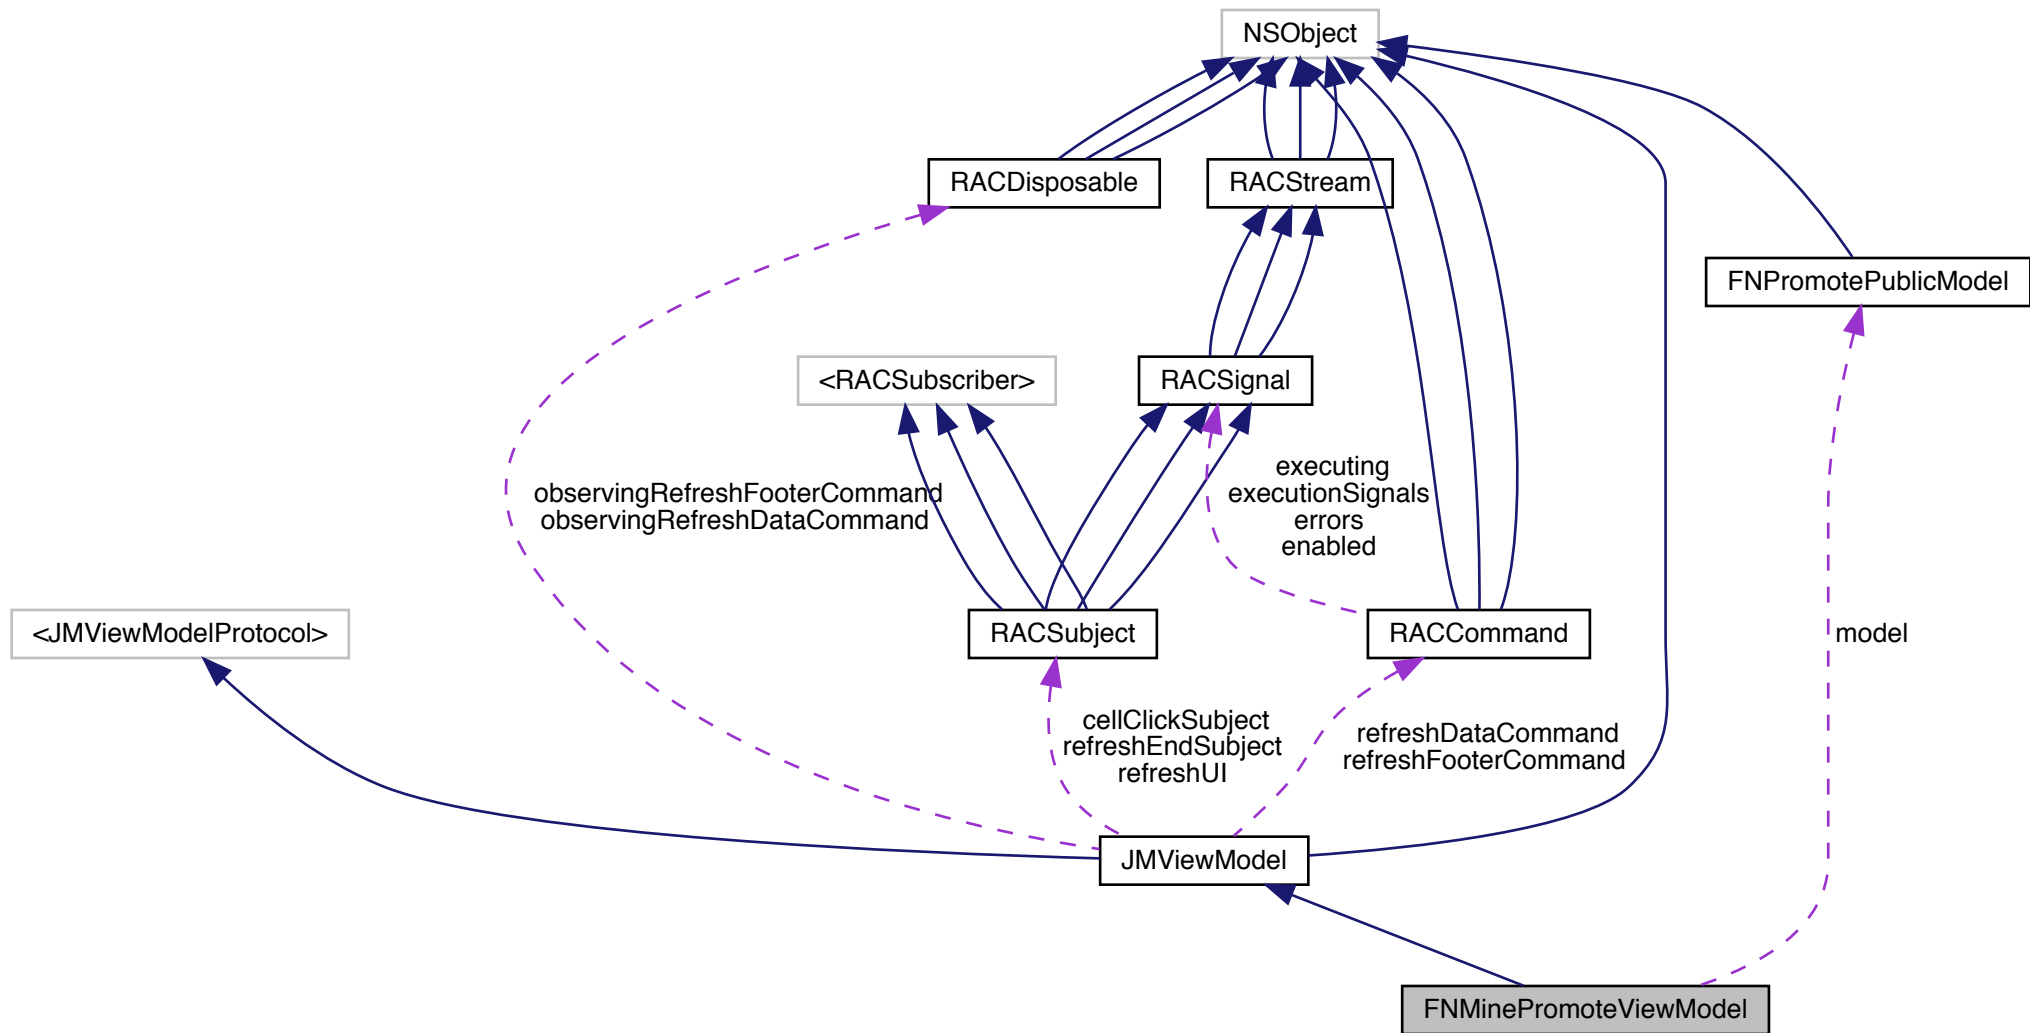 NSObject
RACDisposable
RACStream
FNPromotePublicModel
<RACSubscriber>
RACSignal
executing
executionSignals
errors
enabled
observingRefreshFooterCommand
observingRefreshDataCommand
<JMViewModelProtocol>
RACSubject
RACCommand
model
cellClickSubject
refreshEndSubject
refreshUI
refreshDataCommand
refreshFooterCommand
JMViewModel
FNMinePromoteViewModel